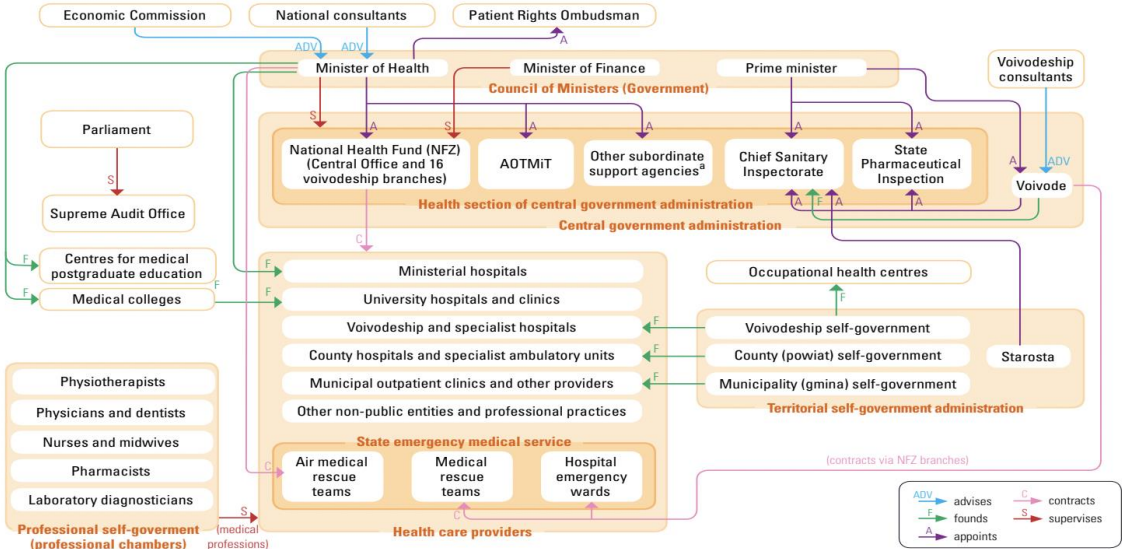 Economic Commission
National consultants
Patient Rights Ombudsman
ADV
ADV
A
Minister of Health
Minister of Finance
Prime minister
Council of Ministers (Government)
Voivodeship
consultants
Parliament
S
Supreme Audit Office
S
A
S
A
A
A
A
A
ADV
National Health Fund (NFZ)
(Central Office and 16
voivodeship branches)
AOTMiT
Other subordinate
support agenciesa
Chief Sanitary
Inspectorate
State
Pharmaceutical
Inspection
Voivode
A
F
A
A
Health section of central government administration
Central government administration
C
F
Centres for medical
postgraduate education
F
Medical colleges
F
F
F
Ministerial hospitals
University hospitals and clinics
Voivodeship and specialist hospitals
County hospitals and specialist ambulatory units
Municipal outpatient clinics and other providers
Other non-public entities and professional practices
F
F
F
Occupational health centres
F
Voivodeship self-government
County (powiat) self-government
Municipality (gmina) self-government
Starosta
Territorial self-government administration
Physiotherapists
Physicians and dentists
Nurses and midwives
Pharmacists
Laboratory diagnosticians
Professional self-goverment
(professional chambers)
S
(medical
professions)
State emergency medical service
C
Air medical
rescue
teams
Medical
rescue
teams
Hospital
emergency
wards
C
Health care providers
(contracts via NFZ branches)
ADV
advises
F
founds
A
appoints
C
contracts
S
supervises